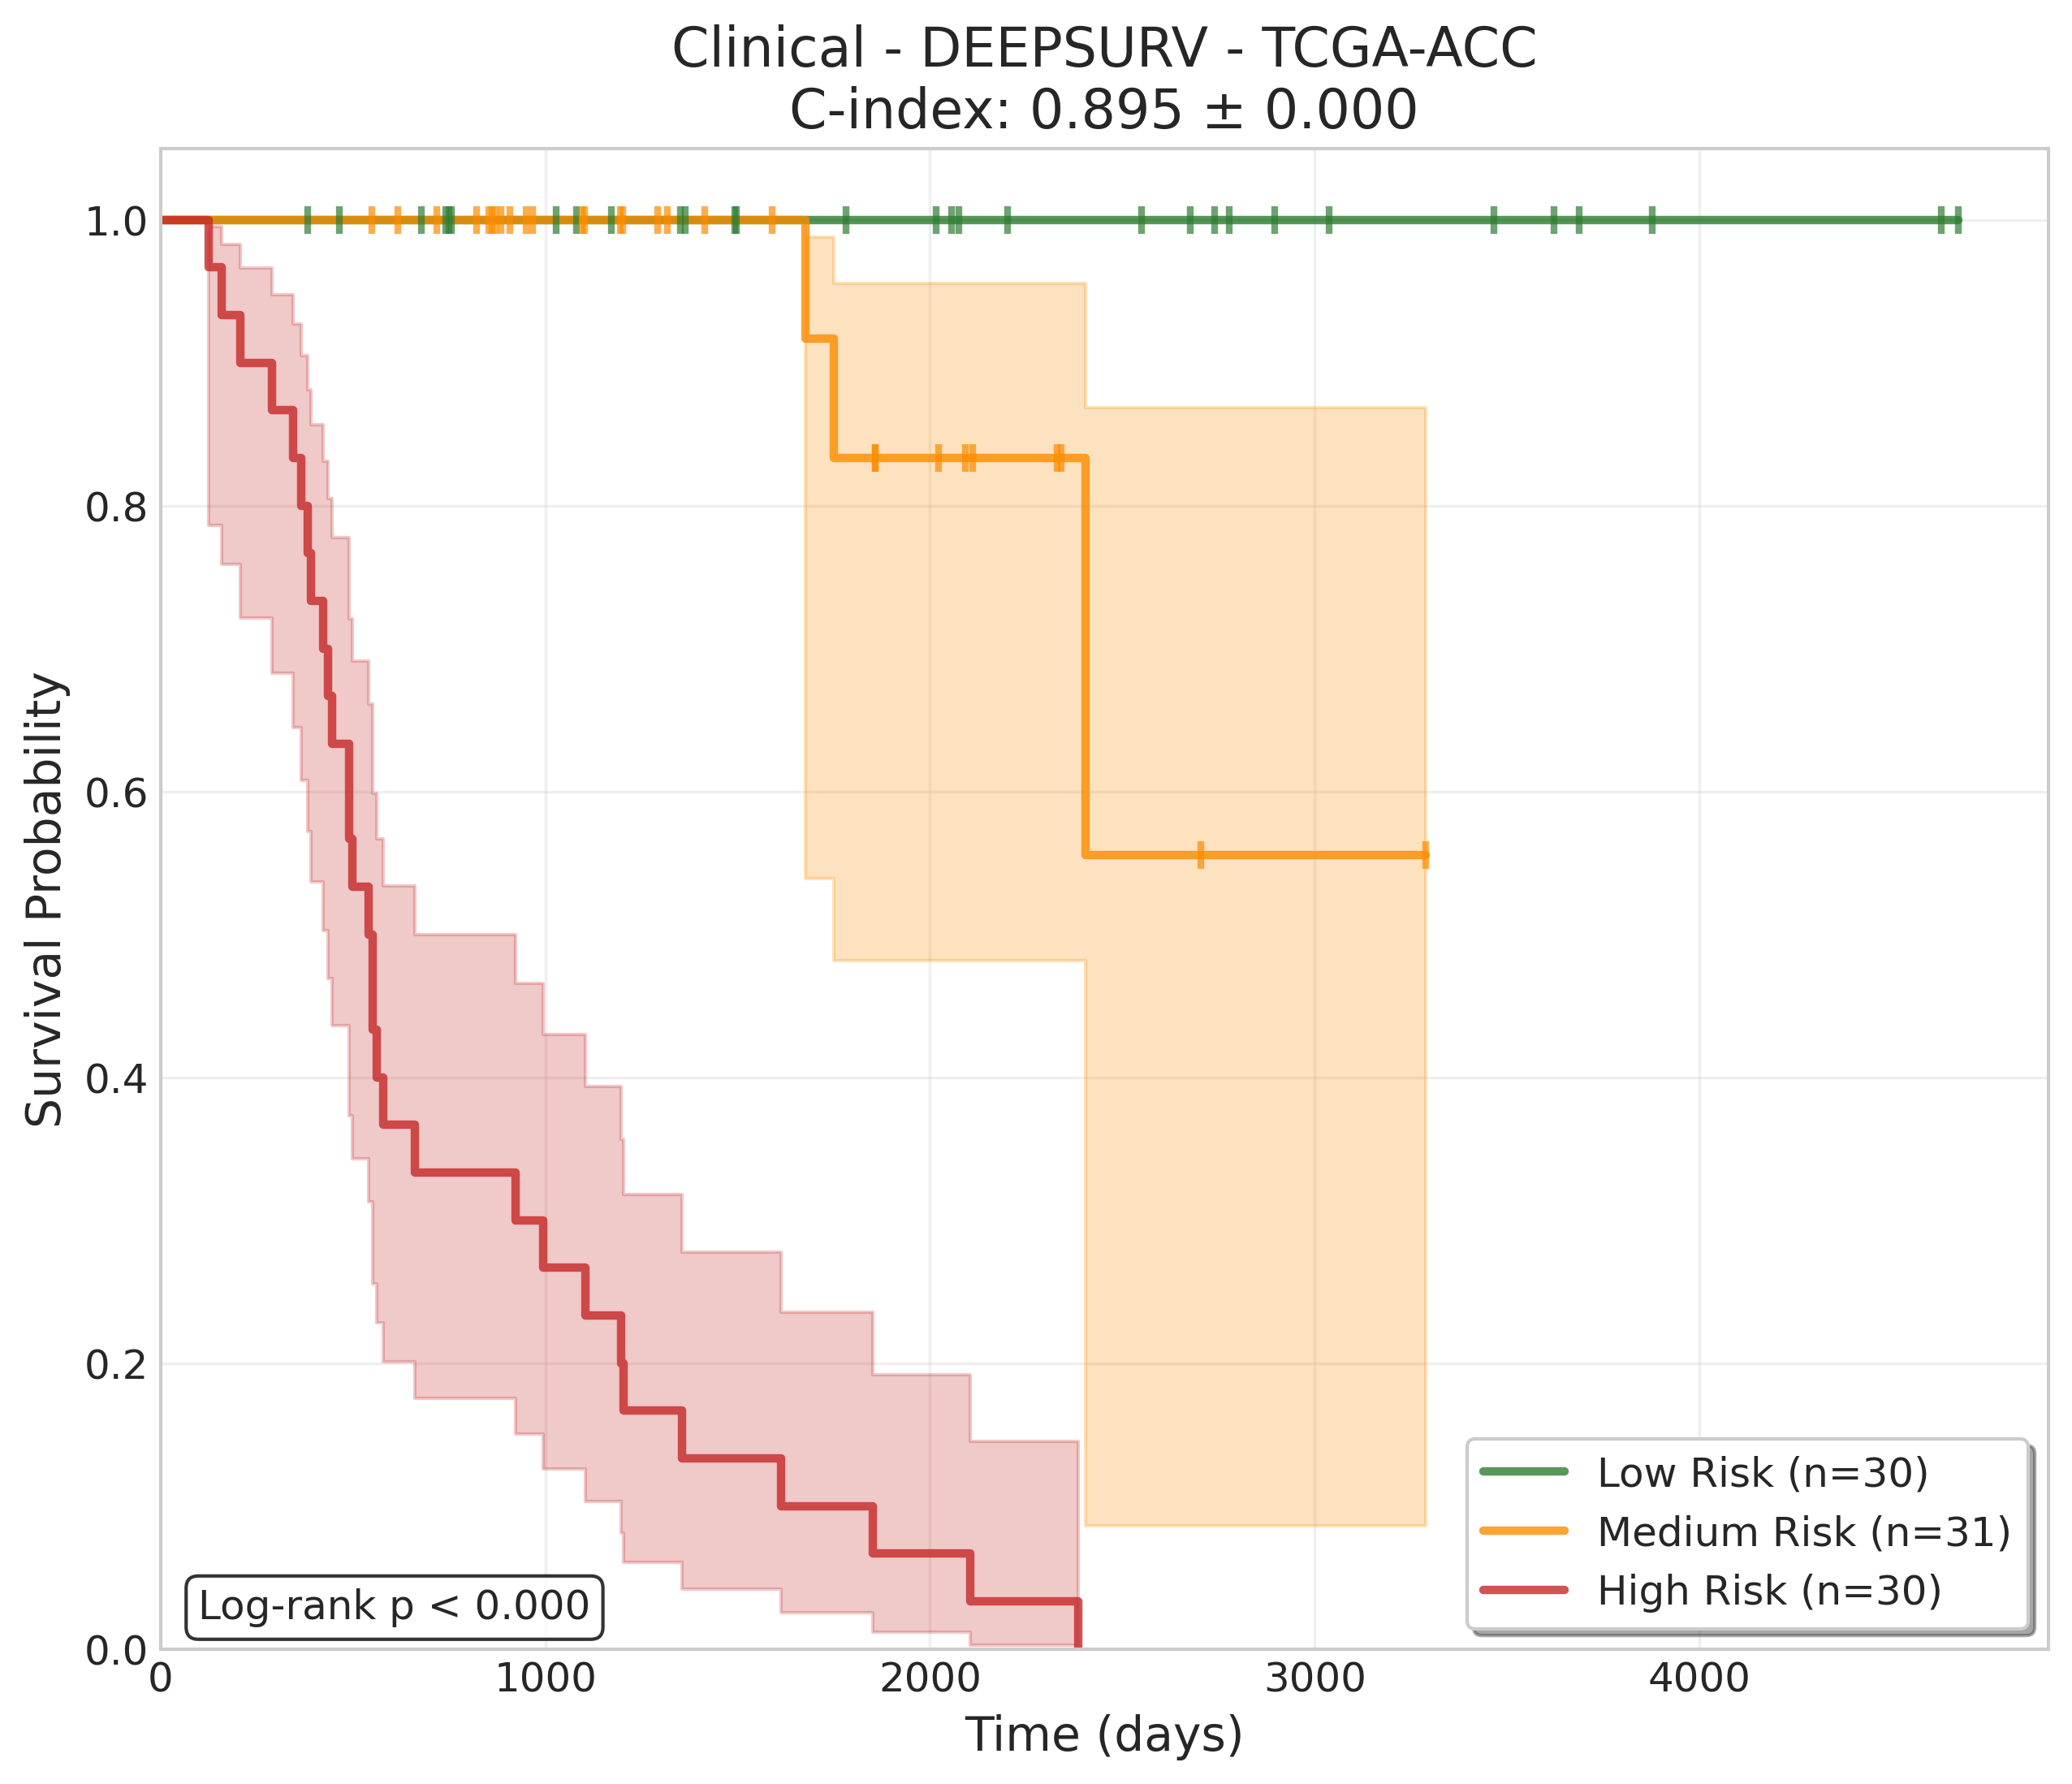 Clinical - DEEPSURV - TCGA-ACC
C-index: 0.895 ± 0.000
Survival Probability
1.0
0.8
0.6
0.4
0.2
0.0
Log-rank p < 0.000
Low Risk (n=30)
Medium Risk (n=31)
High Risk (n=30)
0 1000 2000 3000 4000
Time (days)